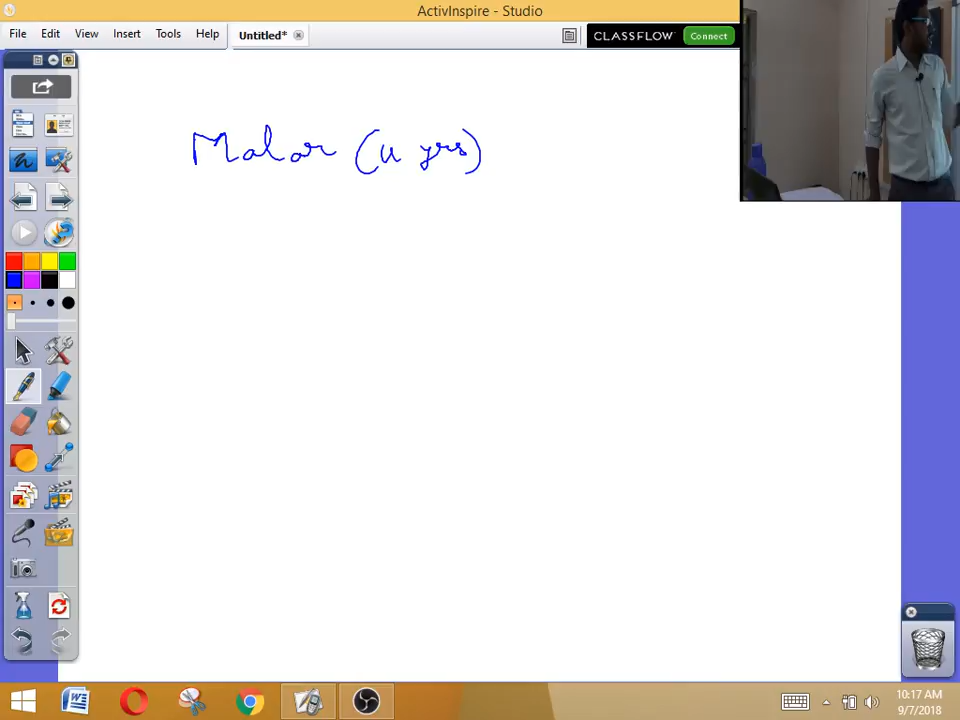 ActivInspire - Studio
File Edit View Insert Tools Help Untitled* CLASSFLOW Connect
Malar (11 yrs)
10:17 AM
9/7/2018